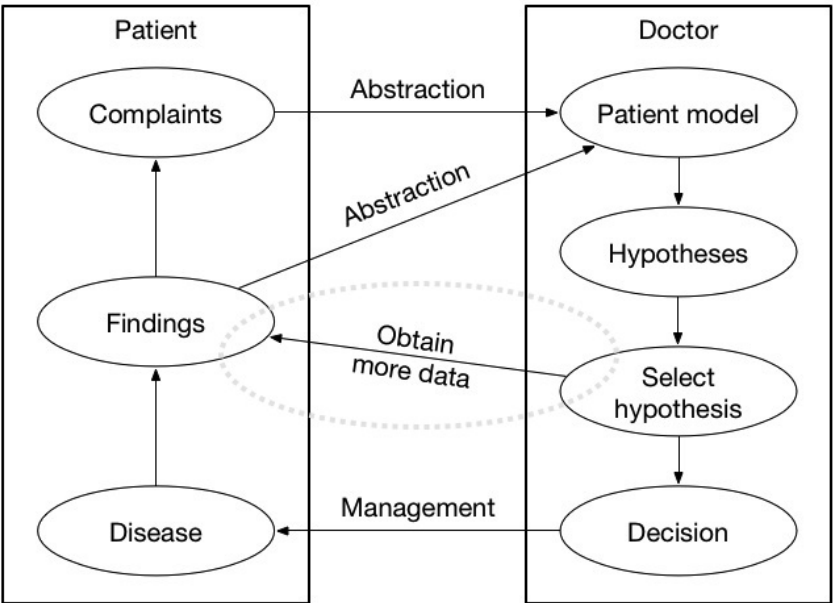 Patient
Doctor
Complaints
Abstraction
Patient model
Abstraction
Hypotheses
Findings
Obtain
more data
Select
hypothesis
Management
Disease
Decision